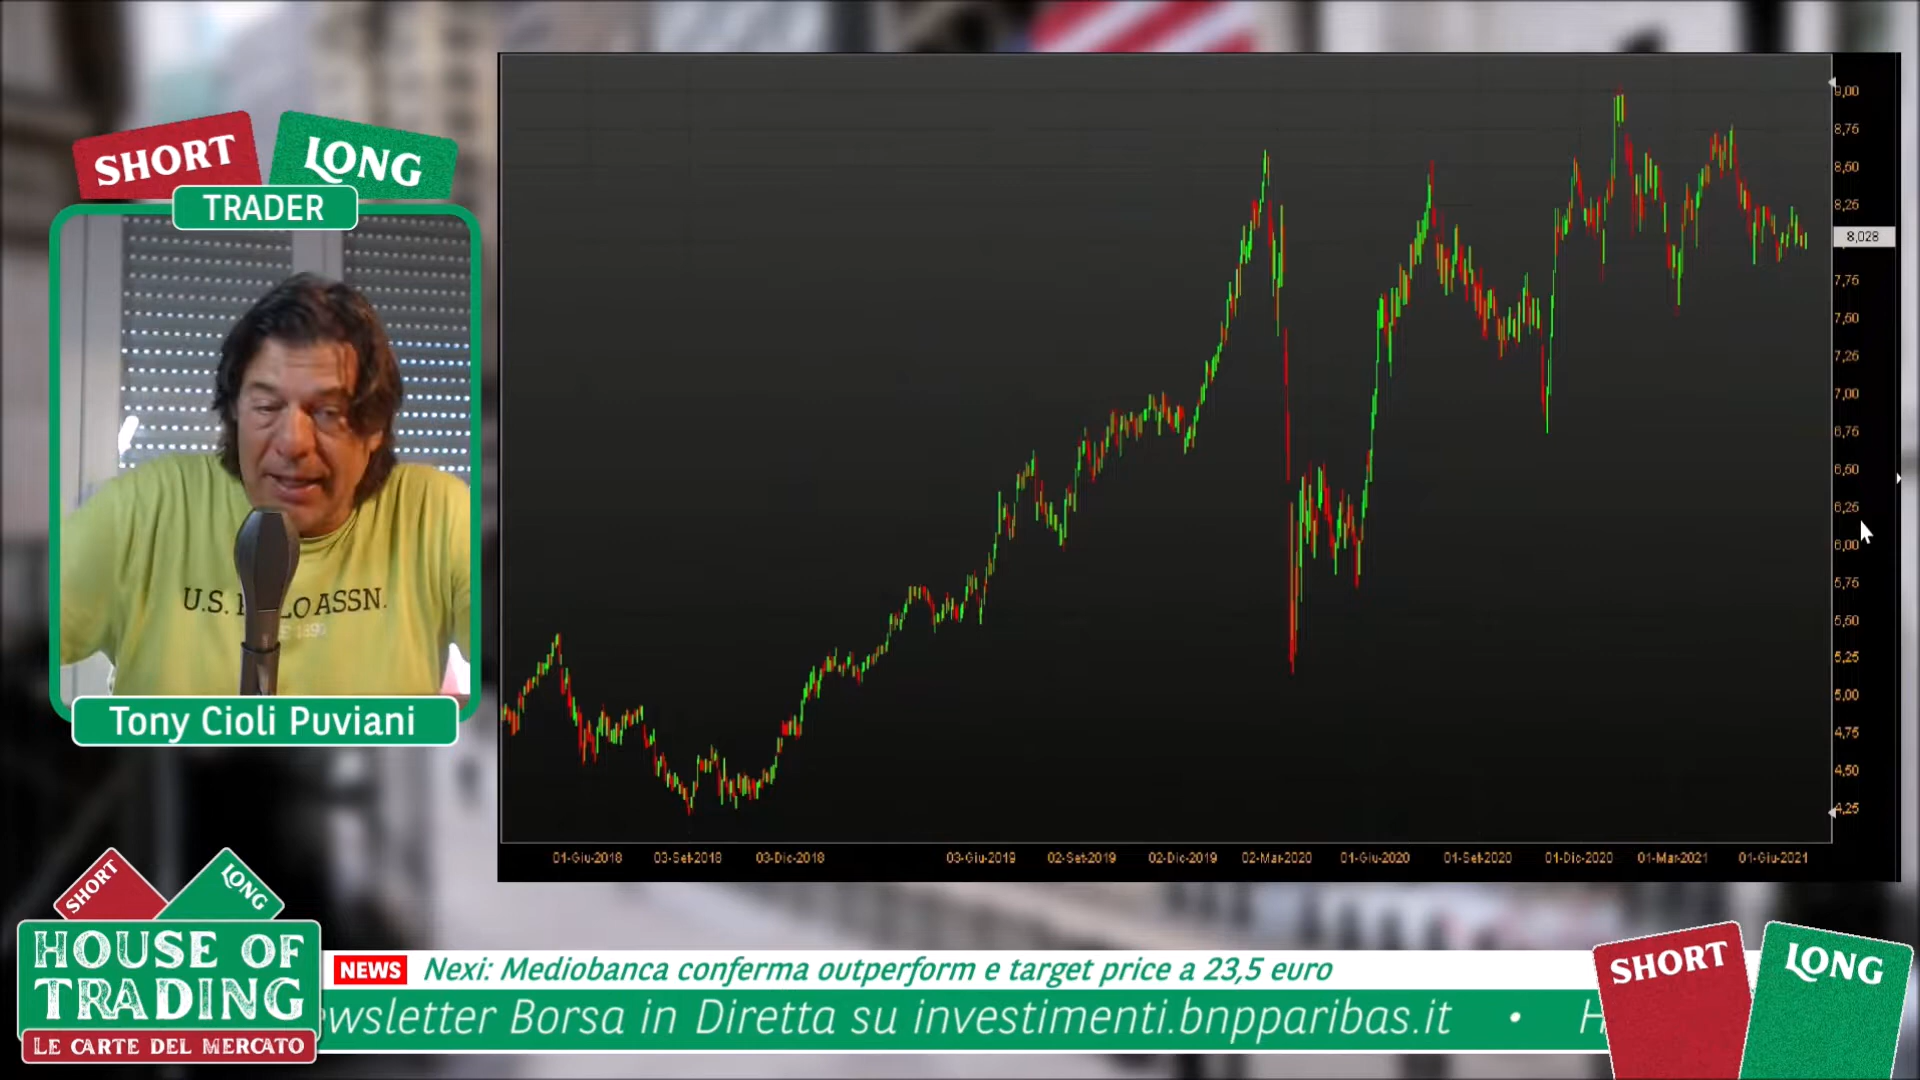 SHORT
LONG
TRADER
U.S. P LO ASSN.
E 1890
Tony Cioli Puviani
9,00
8,75
8,50
8,25
8,028
7,75
7,50
7,25
7,00
6,75
6,50
6,25
6,00
5,75
5,50
5,25
5,00
4,75
4,50
4,25
01-Giu-2018 03-Set-2018 03-Dic-2018 03-Giu-2019 02-Set-2019 02-Dic-2019 02-Mar-2020 01-Giu-2020 01-Set-2020 01-Dic-2020 01-Mar-2021 01-Giu-2021
SHORT
LONG
HOUSE OF
TRADING
LE CARTE DEL MERCATO
NEWS Nexi: Mediobanca conferma outperform e target price a 23,5 euro
wsletter Borsa in Diretta su investimenti.bnpparibas.it • H
SHORT
LONG